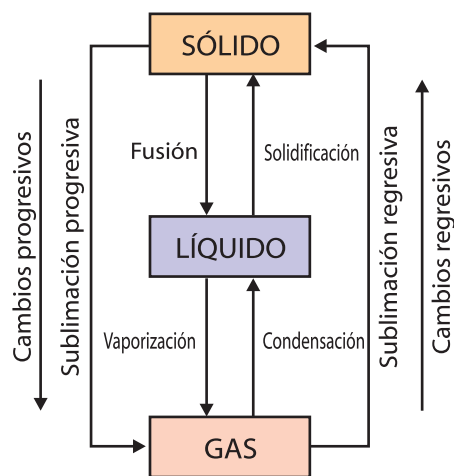 SÓLIDO
Cambios progresivos
Sublimación progresiva
Fusión
Solidificación
Sublimación regresiva
Cambios regresivos
LÍQUIDO
Vaporización
Condensación
GAS